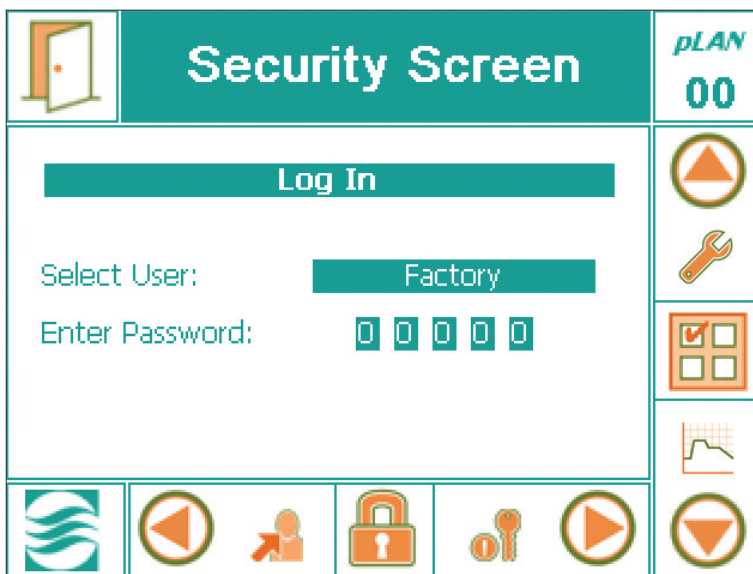 Security Screen
pLAN
00
Log In
Select User: Factory
Enter Password: 0 0 0 0 0